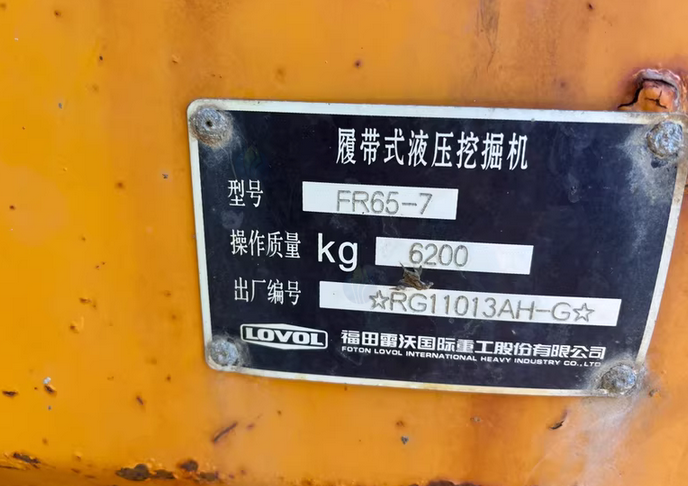 履带式液压挖掘机
型号 FR65-7
操作质量 kg 6200
出厂编号 ☆RG11013AH-G☆
LOVOL 福田雷沃国际重工股份有限公司
FOTON LOVOL INTERNATIONAL HEAVY INDUSTRY CO.,LTD